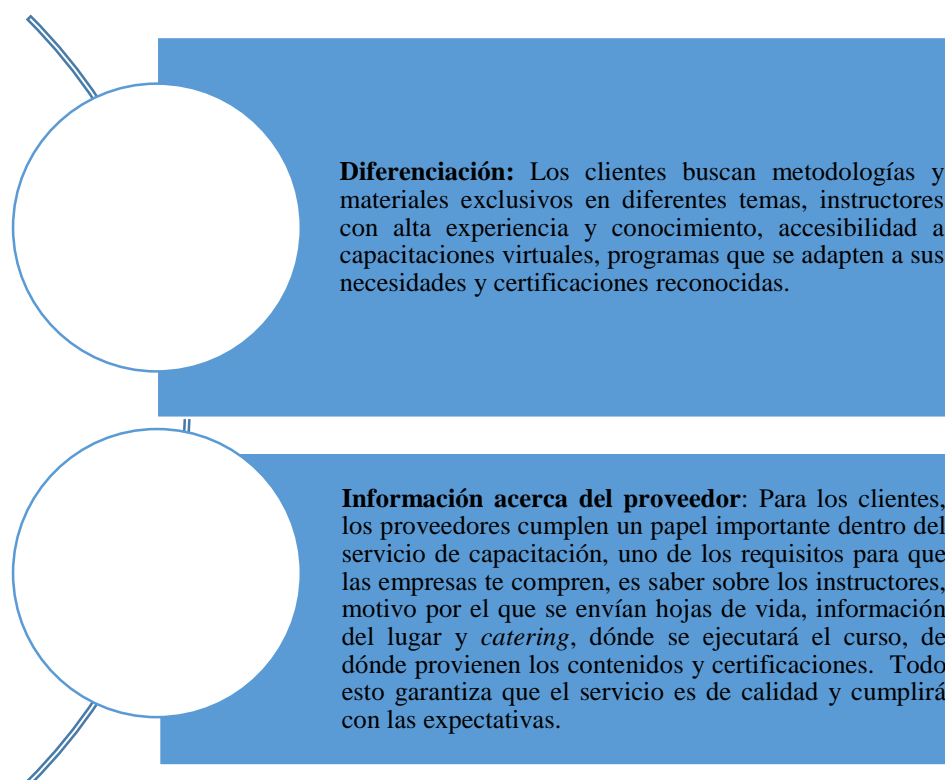 Diferenciación: Los clientes buscan metodologías y
materiales exclusivos en diferentes temas, instructores
con alta experiencia y conocimiento, accesibilidad a
capacitaciones virtuales, programas que se adapten a sus
necesidades y certificaciones reconocidas.
Información acerca del proveedor: Para los clientes,
los proveedores cumplen un papel importante dentro del
servicio de capacitación, uno de los requisitos para que
las empresas te compren, es saber sobre los instructores,
motivo por el que se envían hojas de vida, información
del lugar y catering, dónde se ejecutará el curso, de
dónde provienen los contenidos y certificaciones. Todo
esto garantiza que el servicio es de calidad y cumplirá
con las expectativas.